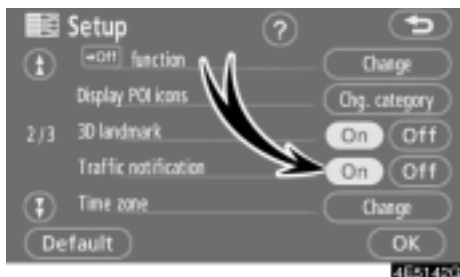 Setup ?
◄Off function Change
Display POI icons Chg. category
2/3 3D landmark On Off
Traffic notification On Off
Time zone Change
Default OK
4E5142G